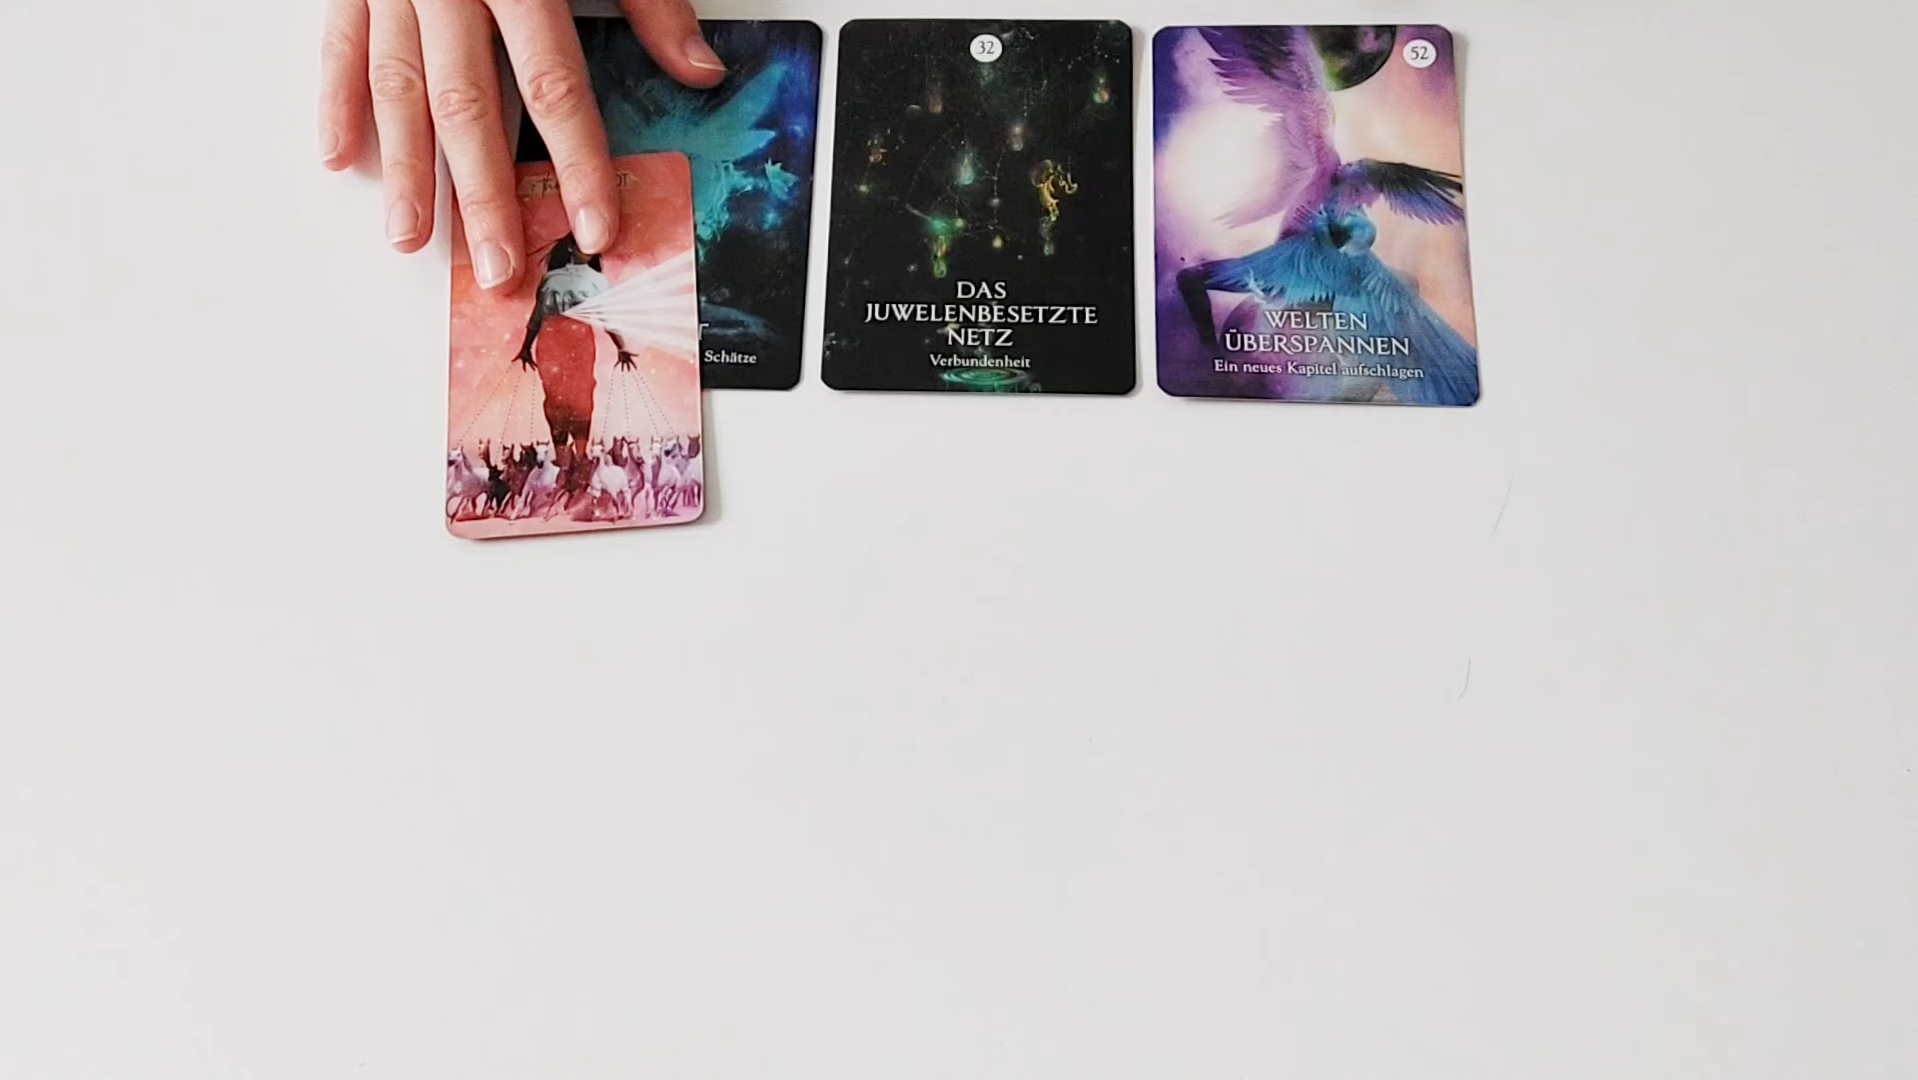 Schätze
32
DAS
JUWELENBESETZTE
NETZ
Verbundenheit
52
WELTEN
ÜBERSPANNEN
Ein neues Kapitel aufschlagen